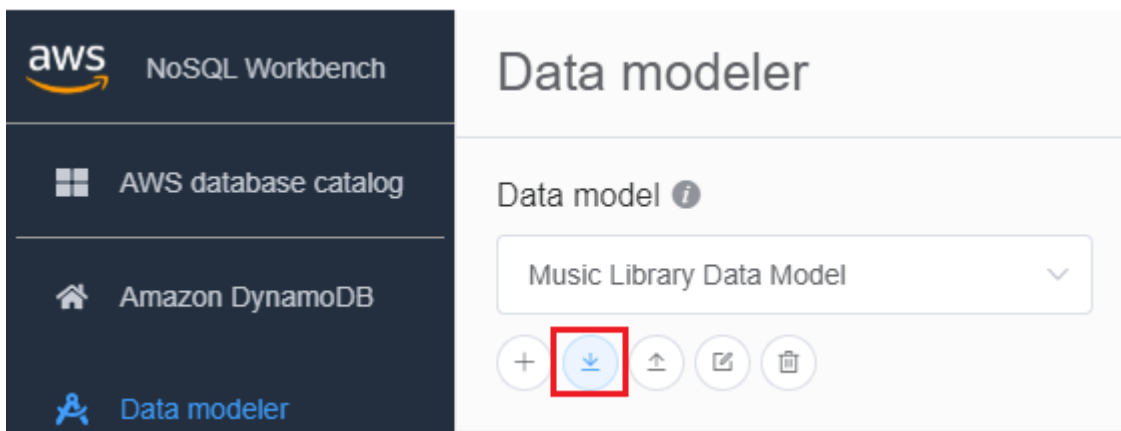 aws NoSQL Workbench
AWS database catalog
Amazon DynamoDB
Data modeler
Data modeler
Data model i
Music Library Data Model